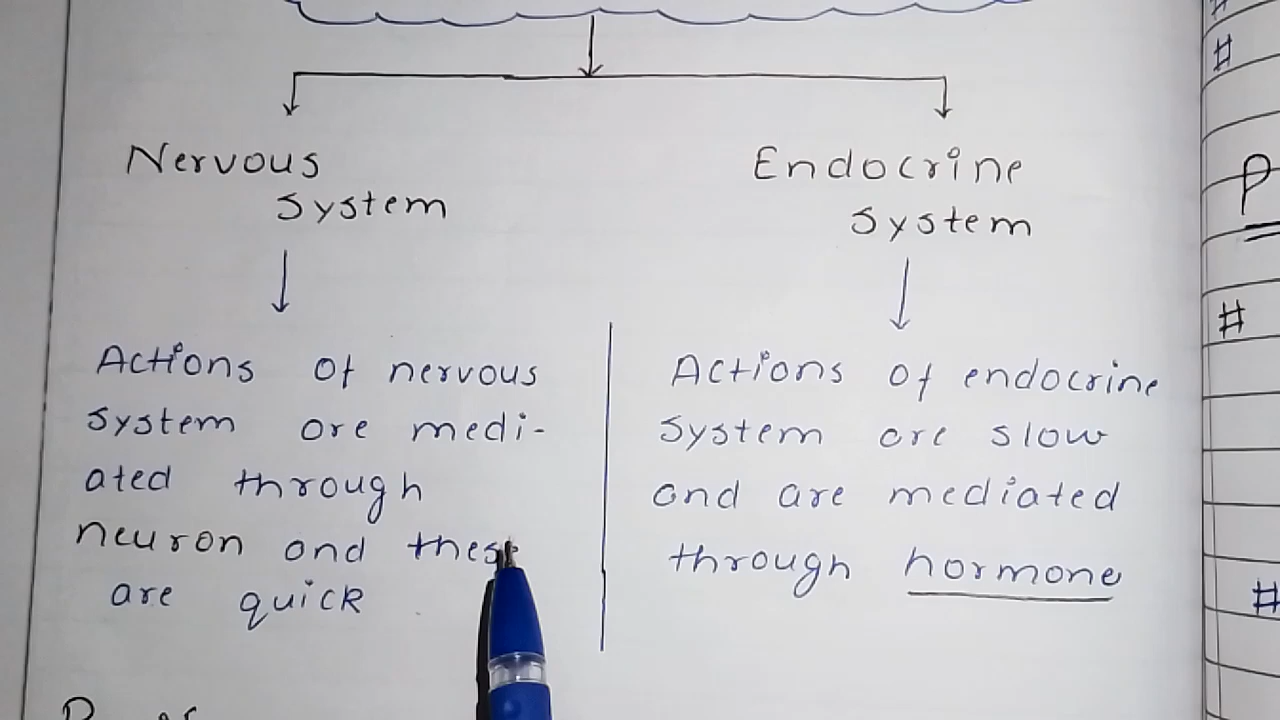 Nervous
System
Endocrine
System
Actions of nervous
system are medi-
ated through
neuron and these
are quick
Actions of endocrine
system are slow
and are mediated
through hormone
#
P
#
#